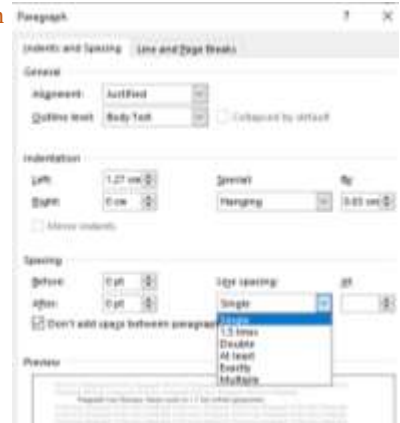 n
Paragraph ? ×
Indents and Spacing Line and Page Breaks
General
Alignment: Justified
Outline level: Body Text Collapsed by default
Indentation
Left: 1.27 cm Special: By:
Right: 0 cm Hanging 0.63 cm
Mirror indents
Spacing
Before: 0 pt Line spacing: At:
After: 0 pt Single
Don't add space between paragrap
Single
1.5 lines
Double
At least
Exactly
Multiple
Preview